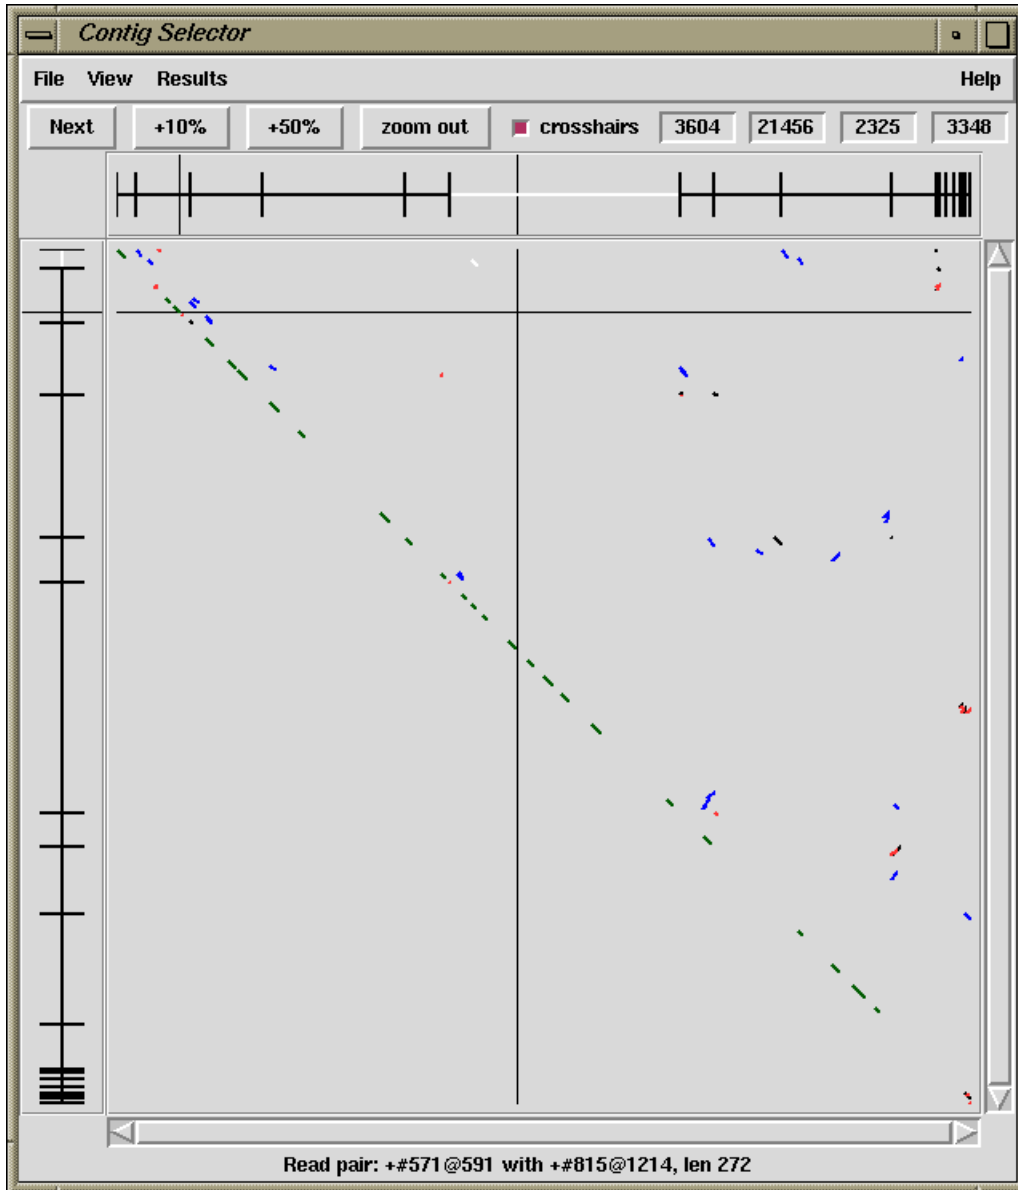 Contig Selector
File View Results Help
Next +10% +50% zoom out crosshairs 3604 21456 2325 3348
Read pair: +#571@591 with +#815@1214, len 272